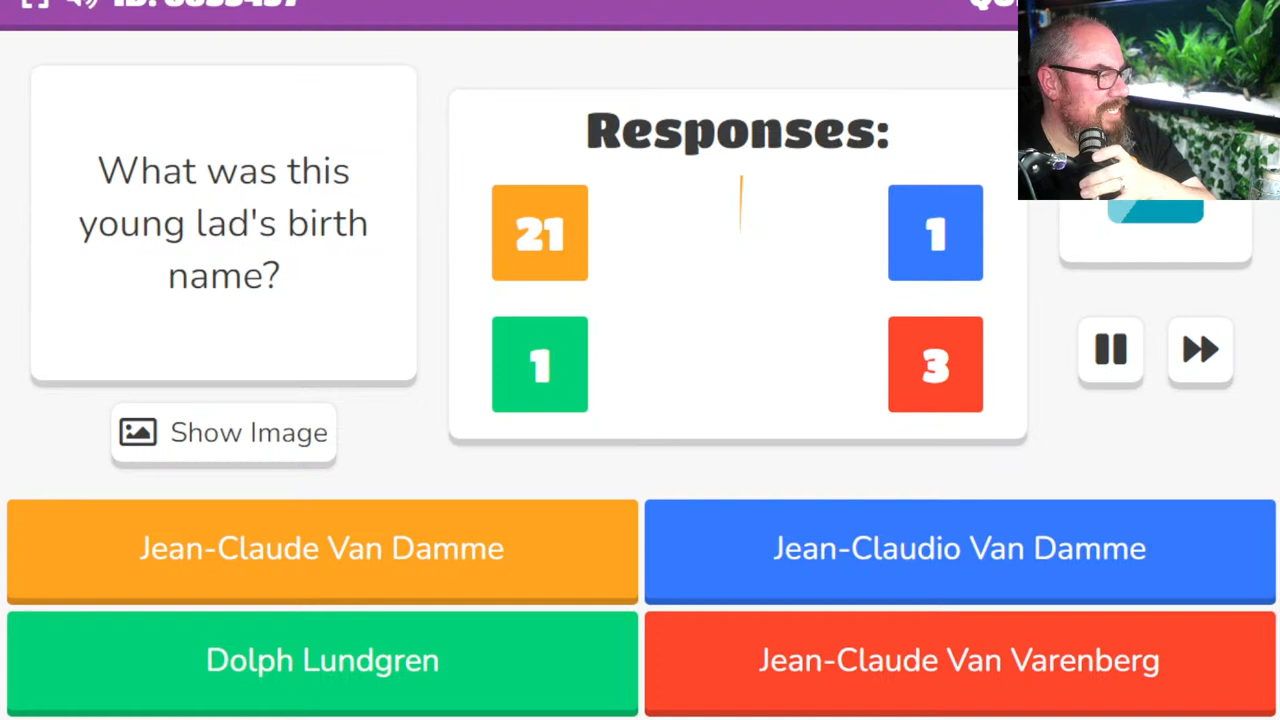 What was this
young lad's birth
name?
Show Image
Responses:
21
1
1
3
Jean-Claude Van Damme
Jean-Claudio Van Damme
Dolph Lundgren
Jean-Claude Van Varenberg